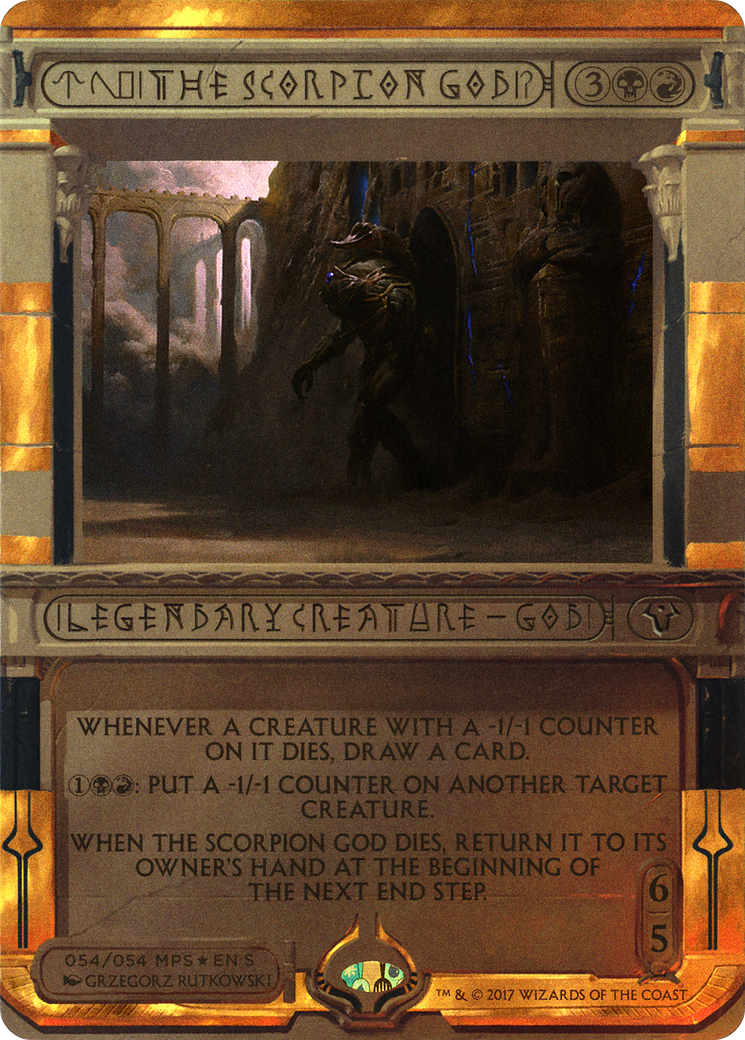 THE SCORPION GOD 3
LEGENDARY CREATURE — GOD
WHENEVER A CREATURE WITH A -1/-1 COUNTER
ON IT DIES, DRAW A CARD.
1: PUT A -1/-1 COUNTER ON ANOTHER TARGET
CREATURE.
WHEN THE SCORPION GOD DIES, RETURN IT TO ITS
OWNER'S HAND AT THE BEGINNING OF
THE NEXT END STEP.
6
5
054/054 MPS★EN S
GRZEGORZ RUTKOWSKI
™ & © 2017 WIZARDS OF THE COAST